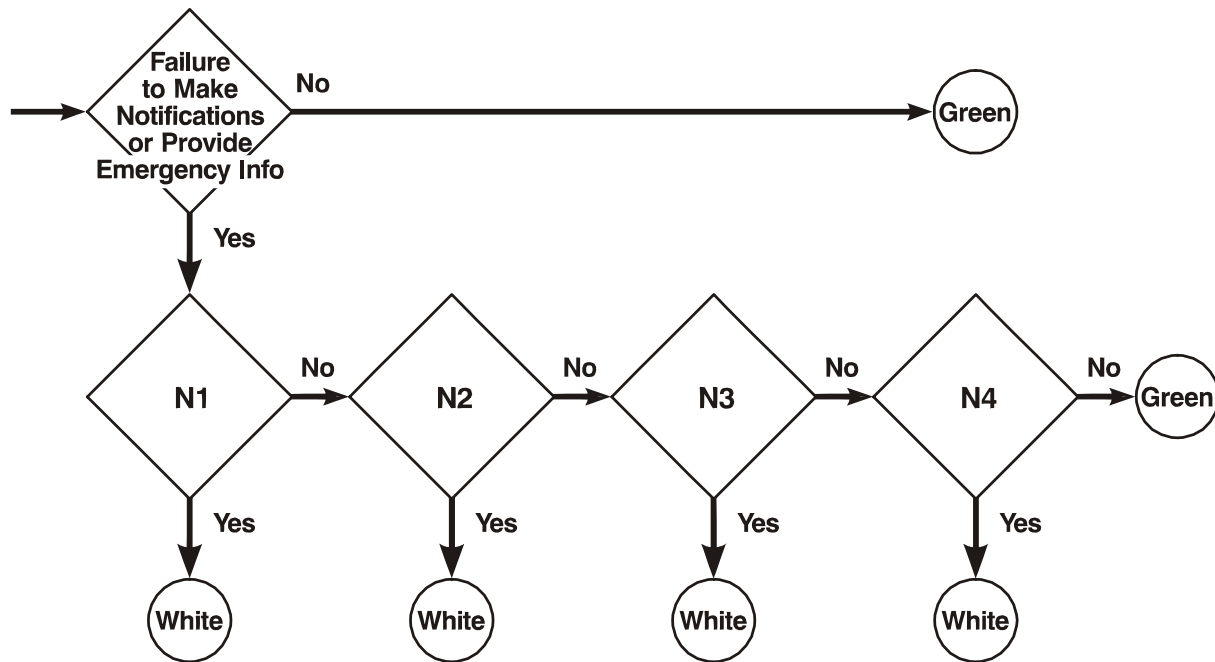 Failure
to Make
Notifications
or Provide
Emergency Info
No
Green
Yes
N1
No
N2
No
N3
No
N4
No
Green
Yes
Yes
Yes
Yes
White
White
White
White